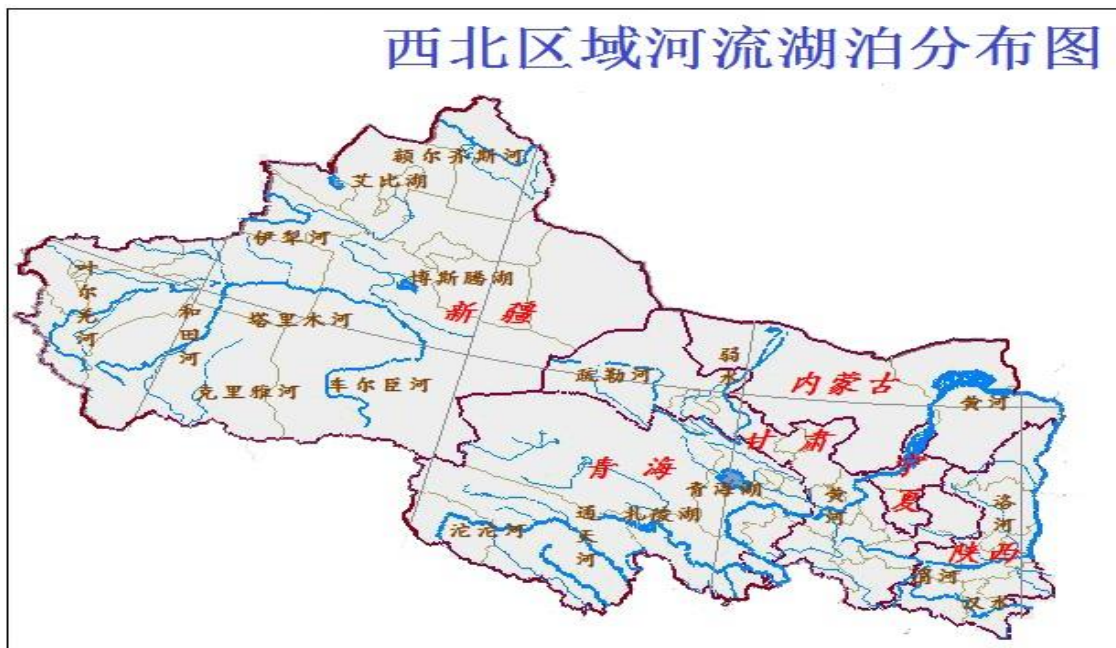 西北区域河流湖泊分布图
额尔齐斯河
艾比湖
伊犁河
叶尔羌河
博斯腾湖
新疆
和田河
塔里木河
弱水
疏勒河
内蒙古
克里雅河
车尔臣河
黄河
甘肃
青海
宁夏
青海湖
黄河
洛河
通天河
扎陵湖
沱沱河
陕西
渭河
汉水